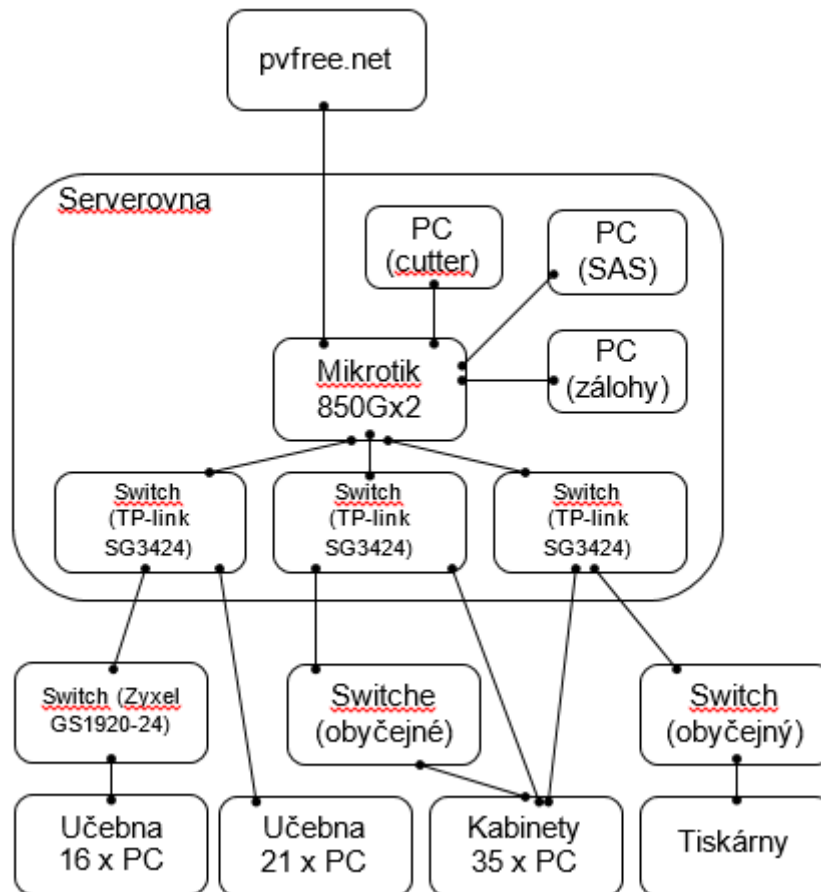 pvfree.net
Serverovna
PC
(cutter)
PC
(SAS)
PC
(zálohy)
Mikrotik
850Gx2
Switch
(TP-link
SG3424)
Switch
(TP-link
SG3424)
Switch
(TP-link
SG3424)
Switch (Zyxel
GS1920-24)
Switche
(obyčejné)
Switch
(obyčejný)
Učebna
16 x PC
Učebna
21 x PC
Kabinety
35 x PC
Tiskárny